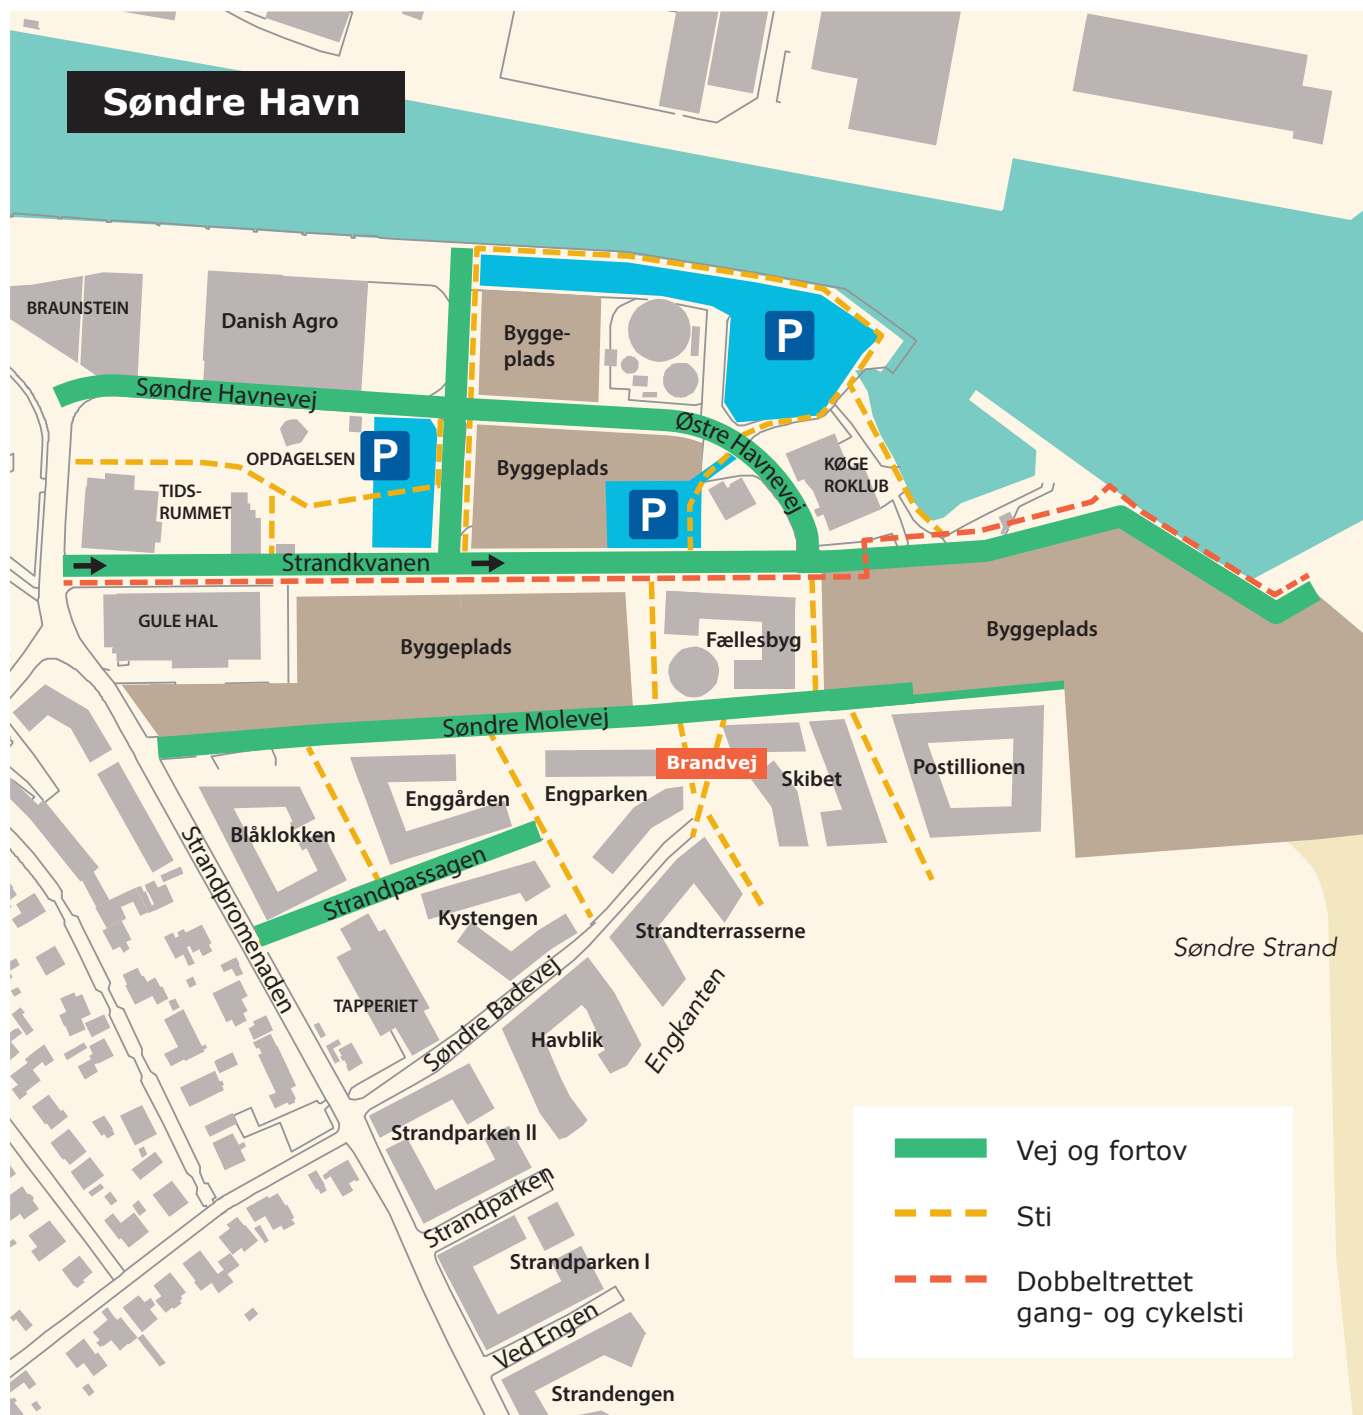 Søndre Havn
BRAUNSTEIN
Danish Agro
Bygge-
plads
P
Søndre Havnevej
Østre Havnevej
OPDAGELSEN
P
Byggeplads
KØGE
ROKLUB
TIDS-
RUMMET
P
Strandkvanen
GULE HAL
Byggeplads
Fællesbyg
Byggeplads
Søndre Molevej
Brandvej
Skibet
Postillionen
Enggården
Engparken
Blåklokken
Strandpassagen
Strandpromenaden
Kystengen
Strandterrasserne
Søndre Strand
TAPPERIET
Søndre Badevej
Havblik
Engkanten
Strandparken II
Strandparken
Strandparken I
Ved Engen
Strandengen
Vej og fortov
Sti
Dobbeltrettet
gang- og cykelsti